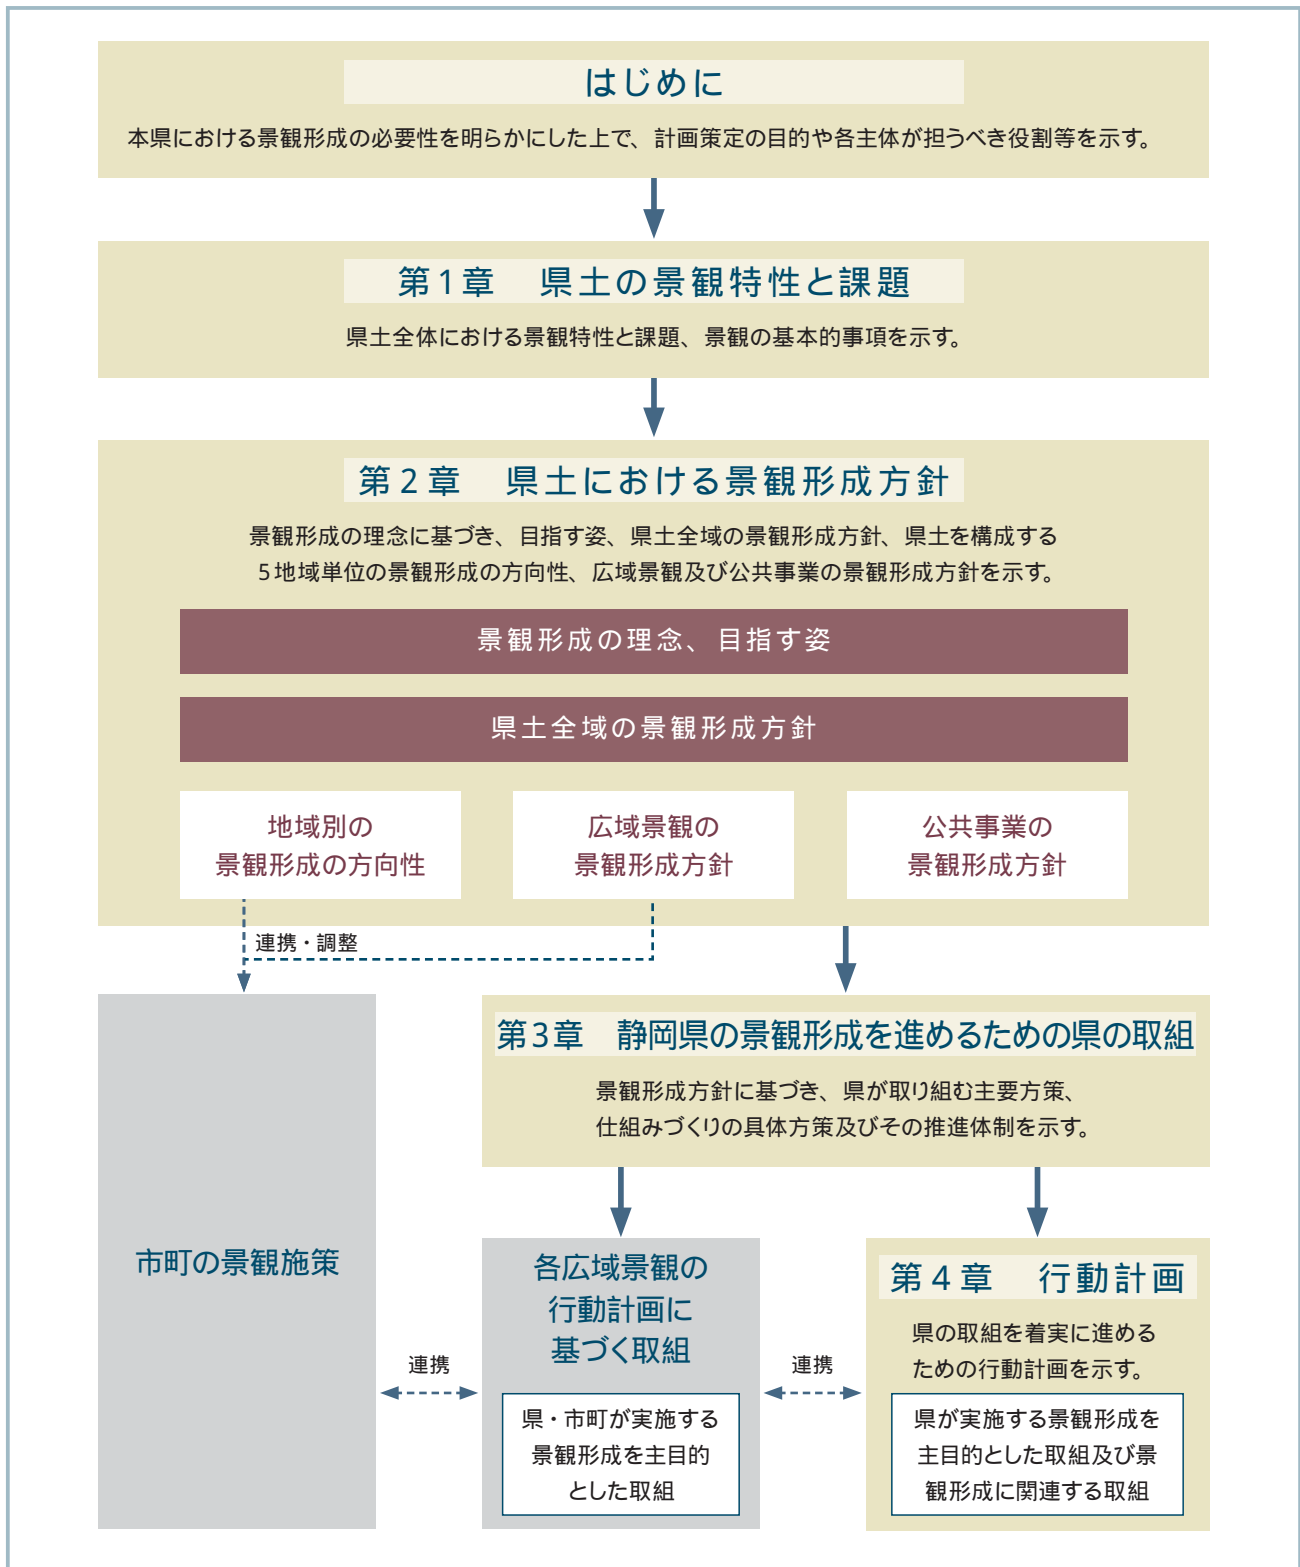 はじめに
本県における景観形成の必要性を明らかにした上で、計画策定の目的や各主体が担うべき役割等を示す。
第1章　県土の景観特性と課題
県土全体における景観特性と課題、景観の基本的事項を示す。
第2章　県土における景観形成方針
景観形成の理念に基づき、目指す姿、県土全域の景観形成方針、県土を構成する
5地域単位の景観形成の方向性、広域景観及び公共事業の景観形成方針を示す。
景観形成の理念、目指す姿
県土全域の景観形成方針
地域別の
景観形成の方向性
広域景観の
景観形成方針
公共事業の
景観形成方針
連携・調整
第3章　静岡県の景観形成を進めるための県の取組
景観形成方針に基づき、県が取り組む主要方策、
仕組みづくりの具体方策及びその推進体制を示す。
市町の景観施策
連携
各広域景観の
行動計画に
基づく取組
県・市町が実施する
景観形成を主目的
とした取組
連携
第4章　行動計画
県の取組を着実に進める
ための行動計画を示す。
県が実施する景観形成を
主目的とした取組及び景
観形成に関連する取組